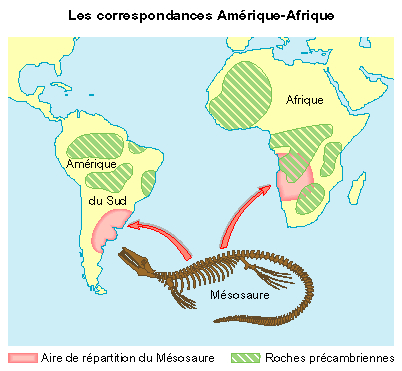 Les correspondances Amérique-Afrique
Afrique
Amérique
du Sud
Mésosaure
Aire de répartition du Mésosaure
Roches précambriennes